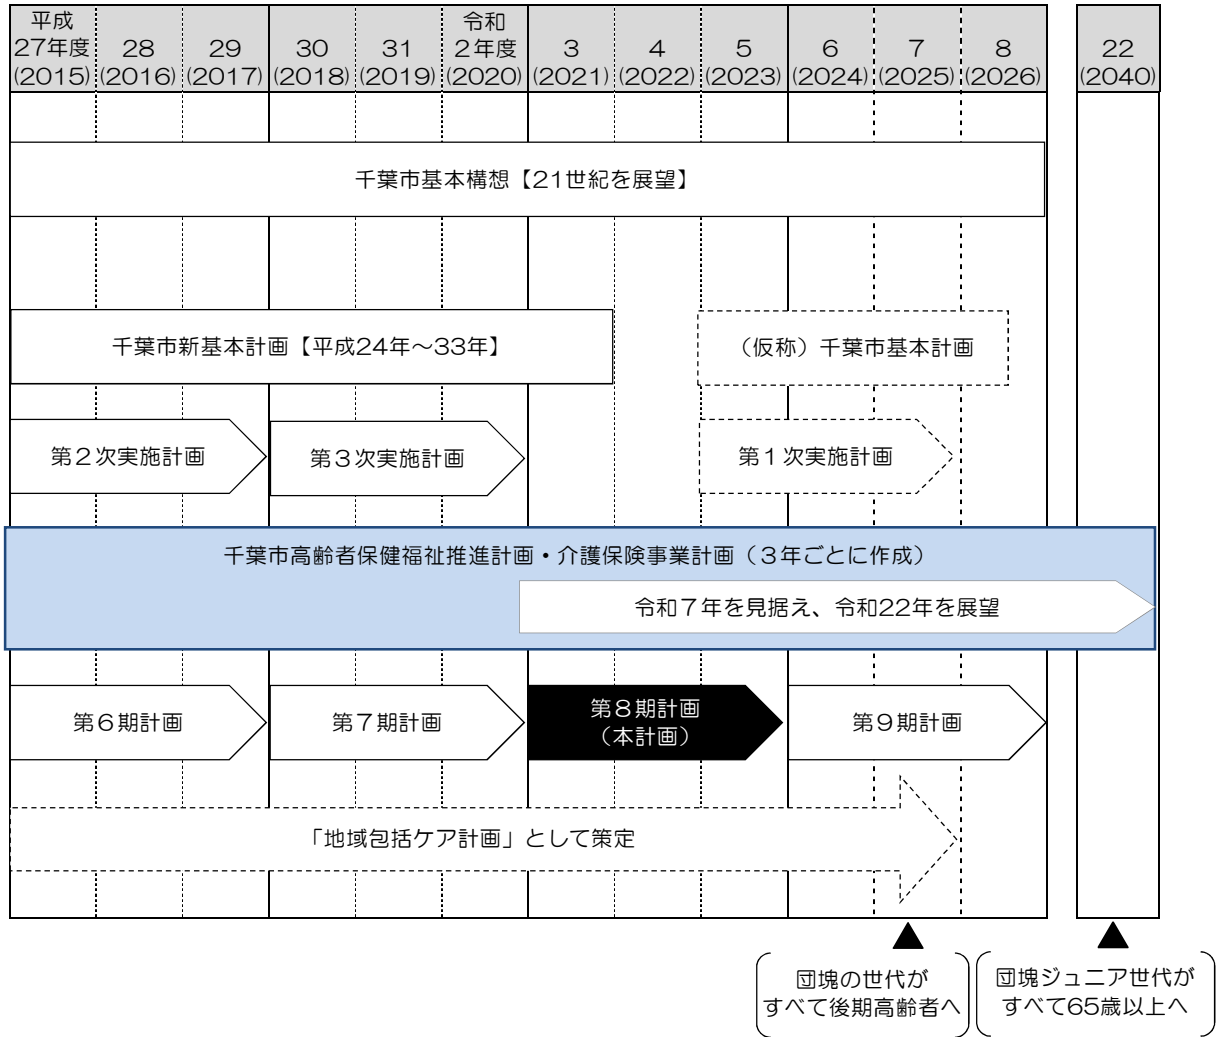 平成
27年度
(2015)
28
(2016)
29
(2017)
30
(2018)
31
(2019)
令和
2年度
(2020)
3
(2021)
4
(2022)
5
(2023)
6
(2024)
7
(2025)
8
(2026)
22
(2040)
千葉市基本構想【21世紀を展望】
千葉市新基本計画【平成24年～33年】
（仮称）千葉市基本計画
第２次実施計画
第３次実施計画
第１次実施計画
千葉市高齢者保健福祉推進計画・介護保険事業計画（３年ごとに作成）
令和７年を見据え、令和22年を展望
第６期計画
第７期計画
第８期計画
（本計画）
第９期計画
「地域包括ケア計画」として策定
団塊の世代が
すべて後期高齢者へ
団塊ジュニア世代が
すべて65歳以上へ